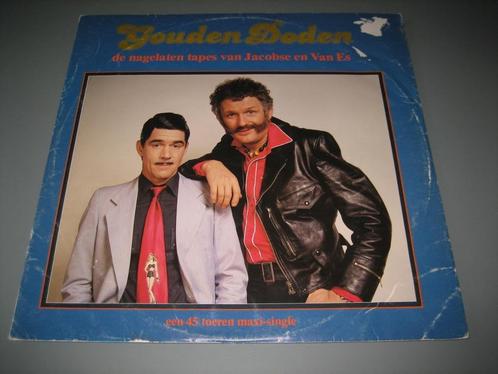 Gouden Doden
de nagelaten tapes van Jacobse en Van Es
een 45 toeren maxi-single